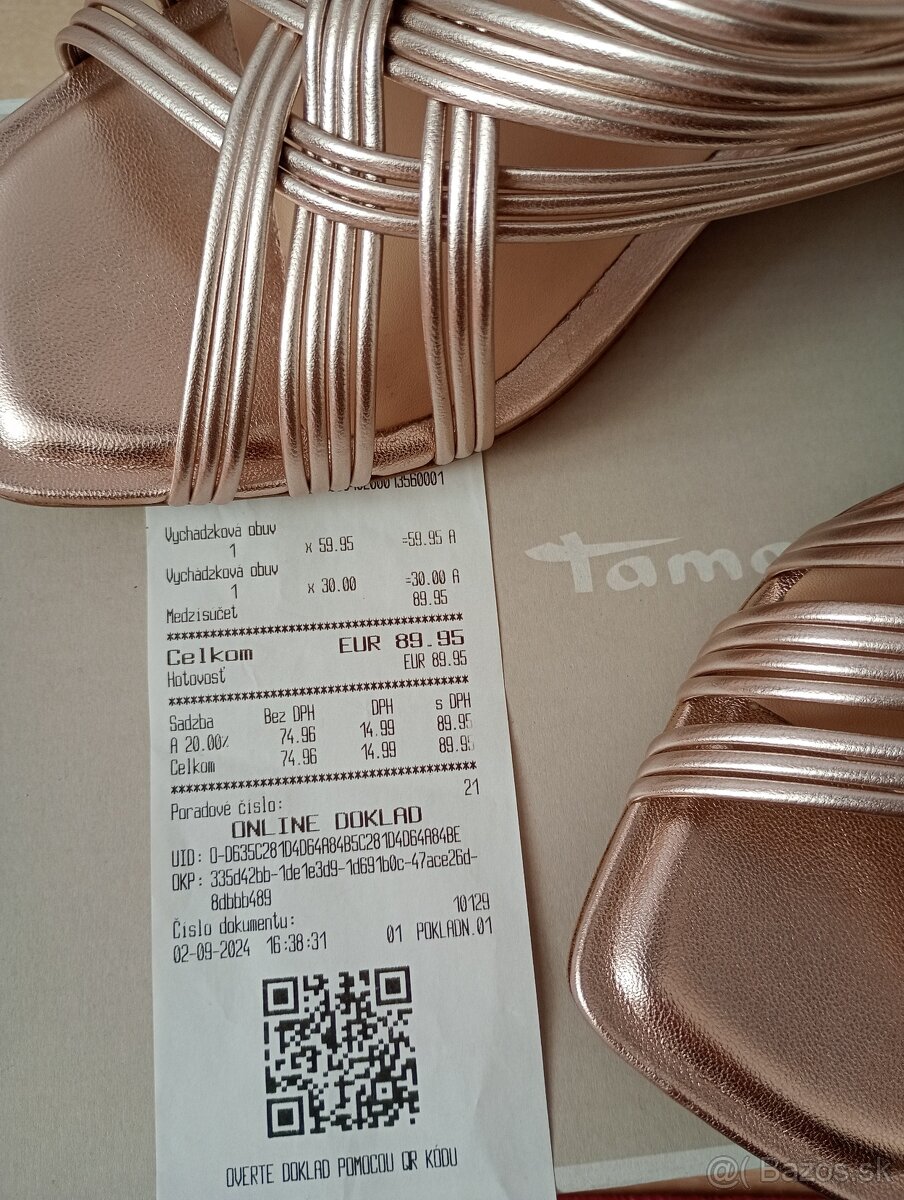 Vychádzková obuv
1 x 59.95 =59.95 A
Vychádzková obuv
1 x 30.00 =30.00 A
Medzisučet 89.95
Celkom EUR 89.95
Hotovosť EUR 89.95
Sadzba Bez DPH DPH s DPH
A 20.00% 74.96 14.99 89.95
Celkom 74.96 14.99 89.95
Poradové číslo: 21
ONLINE DOKLAD
UID: O-D635C281D4D64A84B5C281D4D64A84BE
OKP: 335d42bb-1de1e3d9-1d691b0c-47ace26d-
8dbbb489
Číslo dokumentu: 10129
02-09-2024 16:38:31 01 POKLADN.01
OVERTE DOKLAD POMOCOU QR KÓDU
Tama
@( Bazos.sk